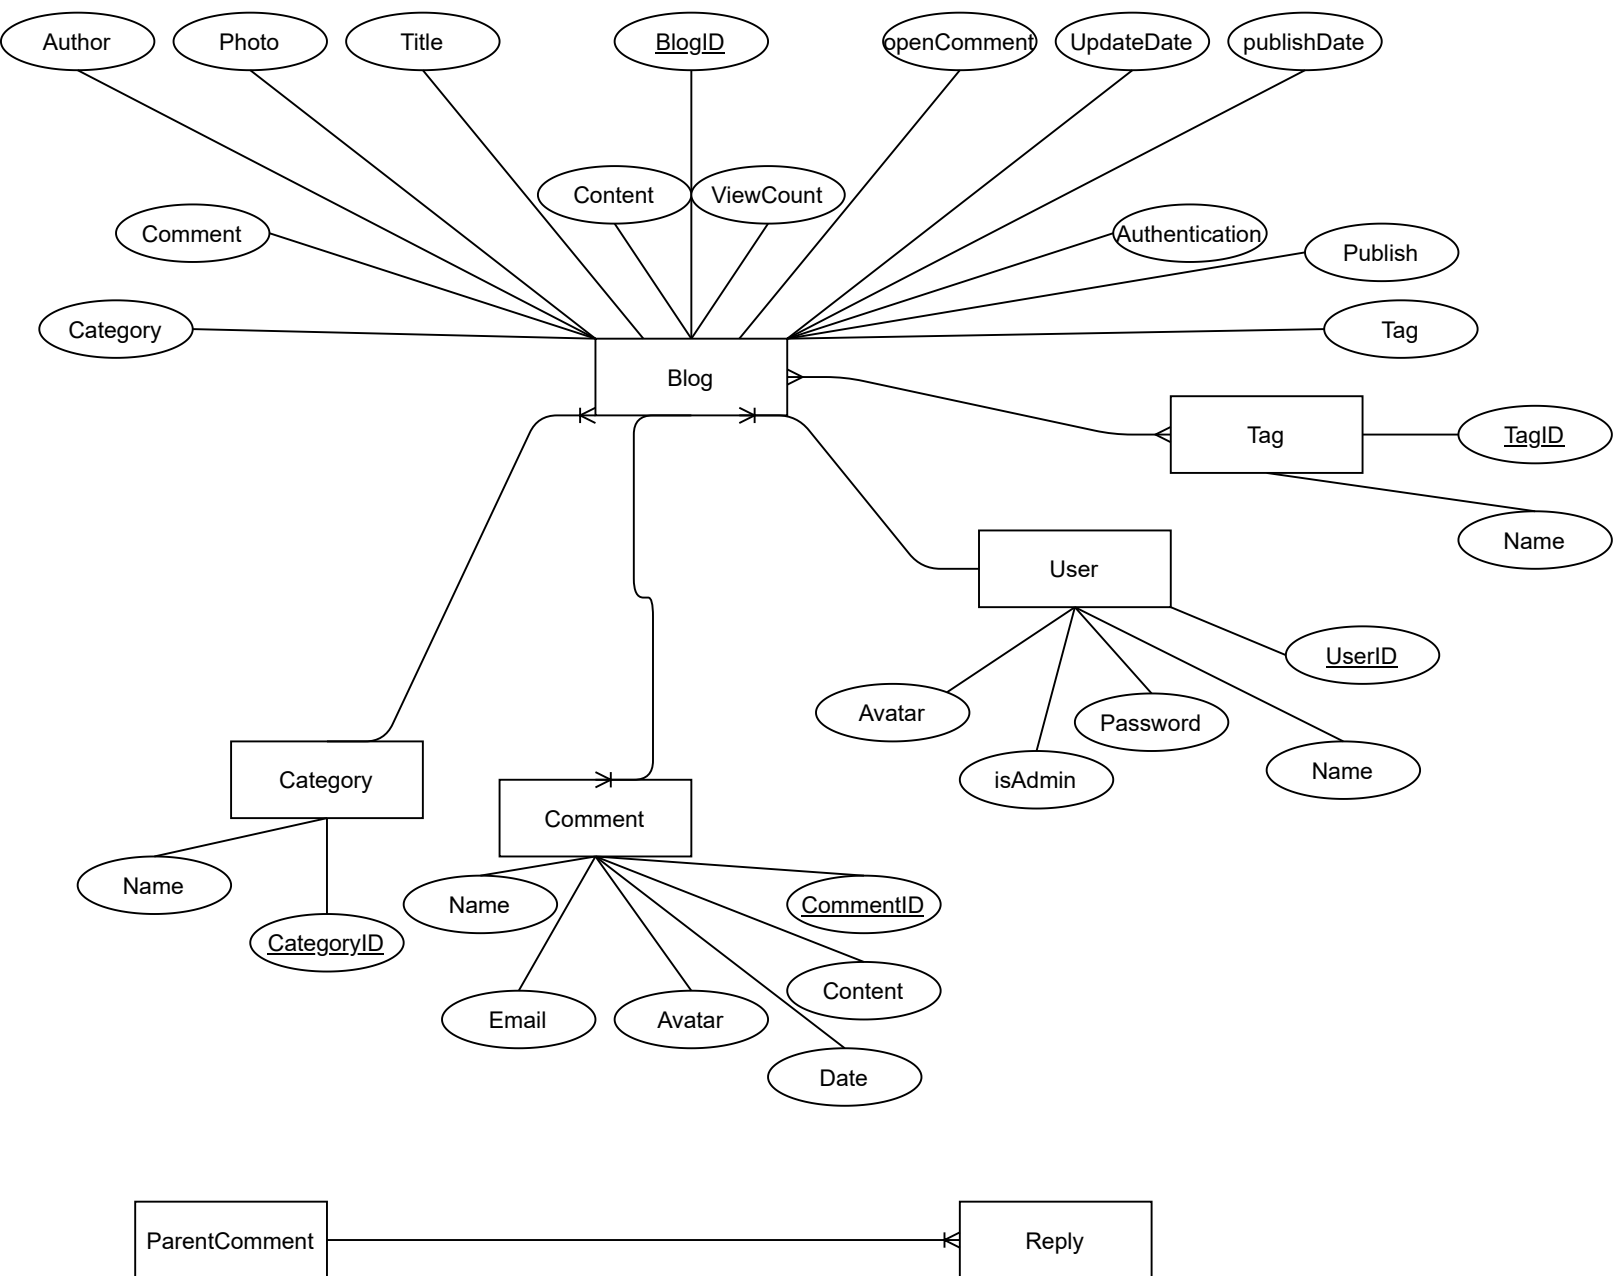 Author
Photo
Title
BlogID
openComment
UpdateDate
publishDate
Content
ViewCount
Comment
Authentication
Publish
Category
Tag
Blog
Tag
TagID
Name
User
UserID
Avatar
Password
isAdmin
Name
Category
Comment
Name
Name
CommentID
CategoryID
Content
Email
Avatar
Date
ParentComment
Reply